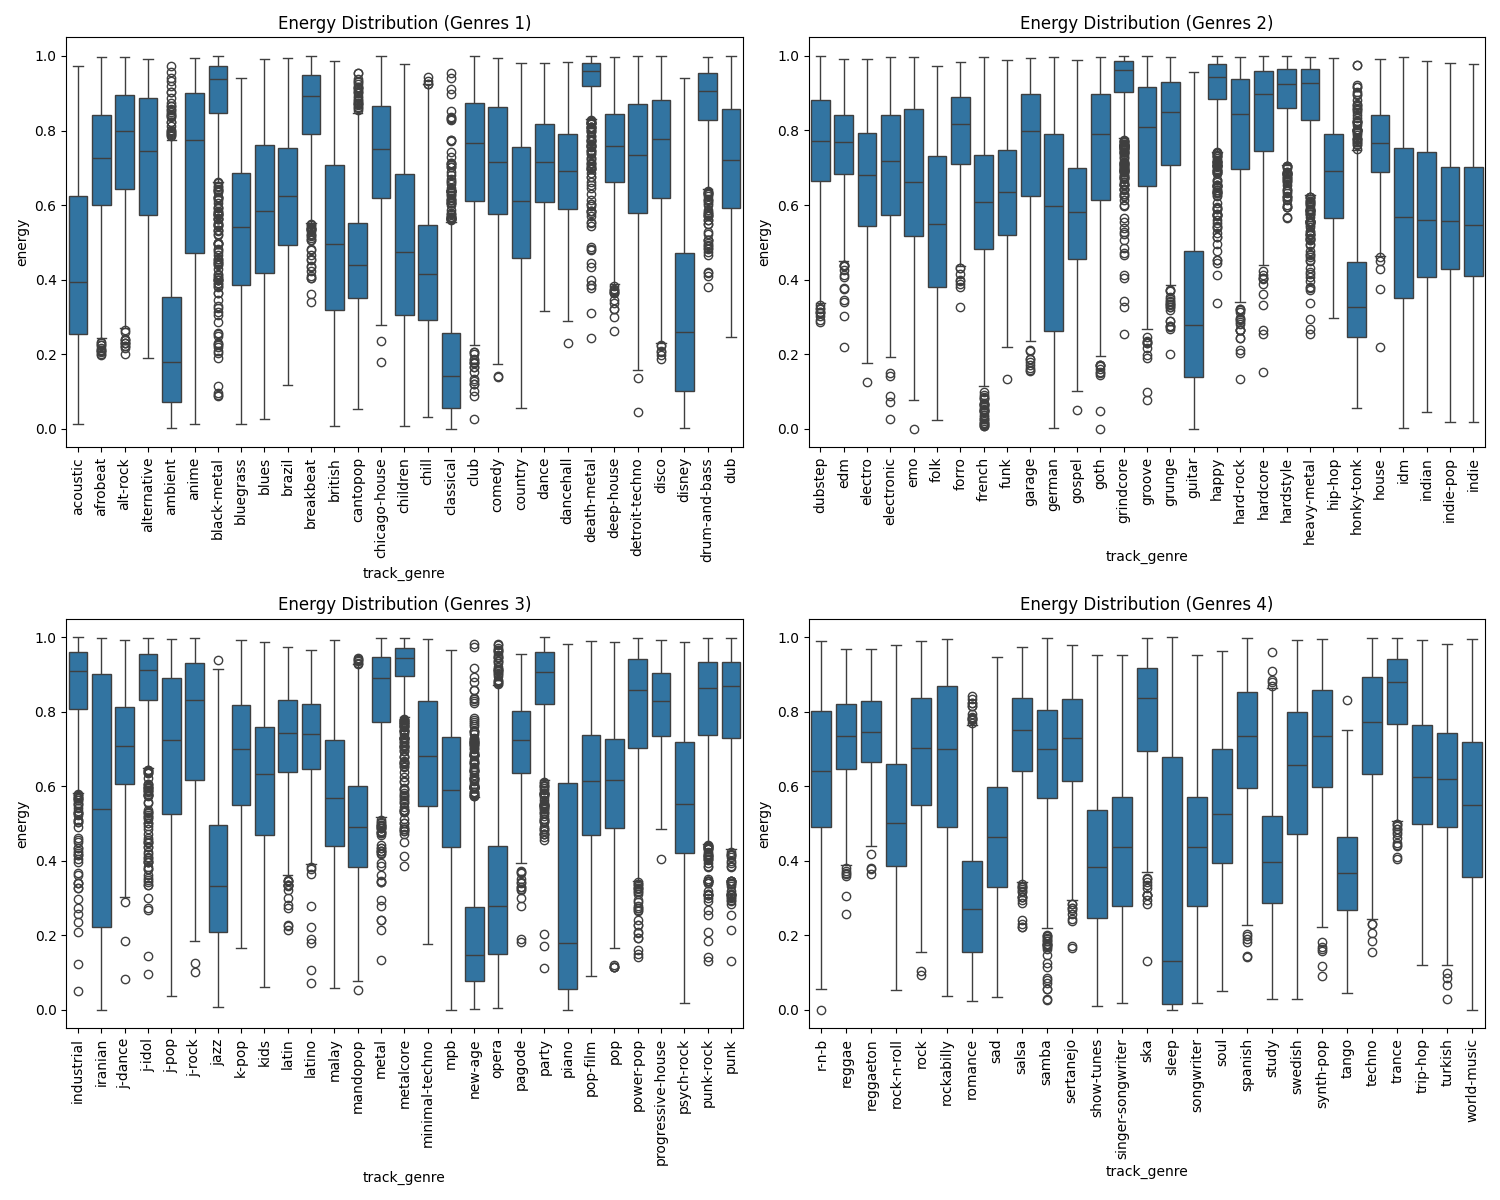 Energy Distribution (Genres 1)
energy
1.0
0.8
0.6
0.4
0.2
0.0
acoustic
afrobeat
alt-rock
alternative
ambient
anime
black-metal
bluegrass
blues
brazil
breakbeat
british
cantopop
chicago-house
children
chill
classical
club
comedy
country
dance
dancehall
death-metal
deep-house
detroit-techno
disco
disney
drum-and-bass
dub
track_genre
Energy Distribution (Genres 2)
energy
1.0
0.8
0.6
0.4
0.2
0.0
dubstep
edm
electro
electronic
emo
folk
forro
french
funk
garage
german
gospel
goth
grindcore
groove
grunge
guitar
happy
hard-rock
hardcore
hardstyle
heavy-metal
hip-hop
honky-tonk
house
idm
indian
indie-pop
indie
track_genre
Energy Distribution (Genres 3)
energy
1.0
0.8
0.6
0.4
0.2
0.0
industrial
iranian
j-dance
j-idol
j-pop
j-rock
jazz
k-pop
kids
latin
latino
malay
mandopop
metal
metalcore
minimal-techno
mpb
new-age
opera
pagode
party
piano
pop-film
pop
power-pop
progressive-house
psych-rock
punk-rock
punk
track_genre
Energy Distribution (Genres 4)
energy
1.0
0.8
0.6
0.4
0.2
0.0
r-n-b
reggae
reggaeton
rock-n-roll
rock
rockabilly
romance
sad
salsa
samba
sertanejo
show-tunes
singer-songwriter
ska
sleep
songwriter
soul
spanish
study
swedish
synth-pop
tango
techno
trance
trip-hop
turkish
world-music
track_genre